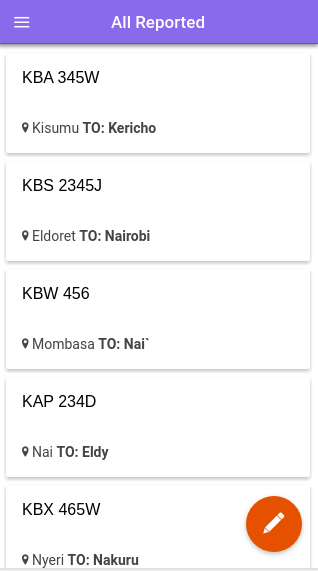 All Reported
KBA 345W
Kisumu TO: Kericho
KBS 2345J
Eldoret TO: Nairobi
KBW 456
Mombasa TO: Nai`
KAP 234D
Nai TO: Eldy
KBX 465W
Nyeri TO: Nakuru